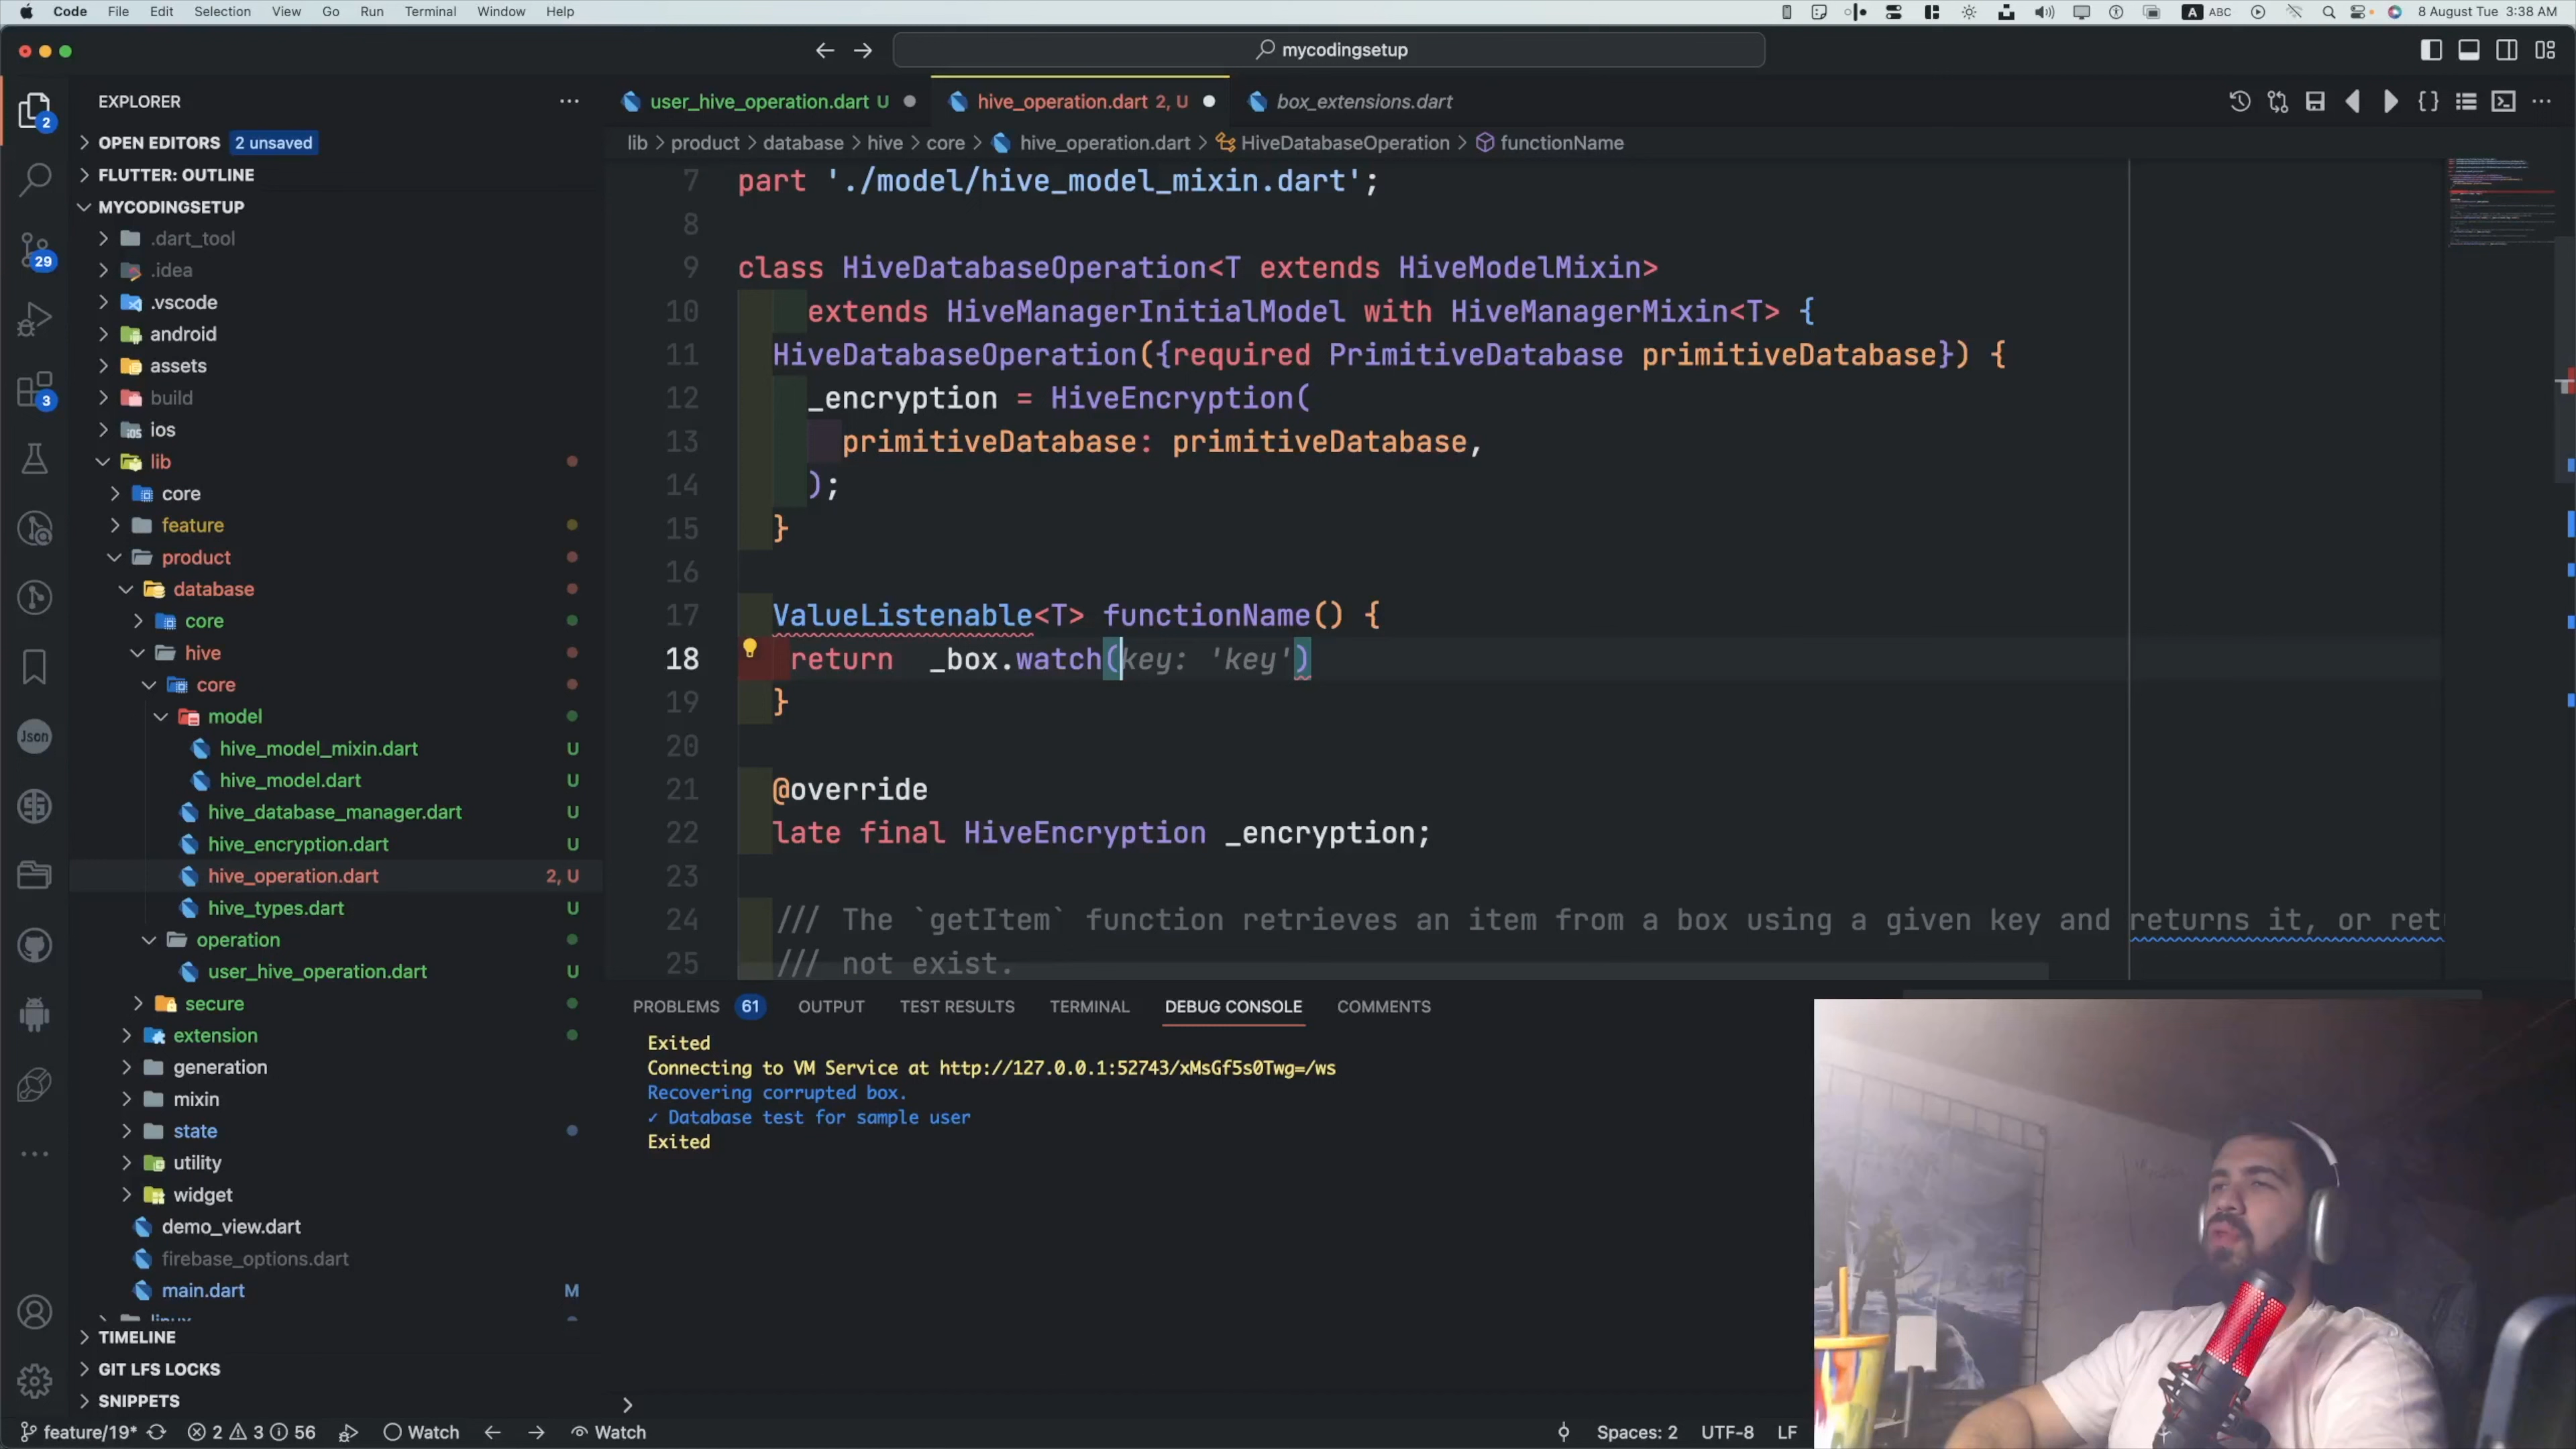 Code File Edit Selection View Go Run Terminal Window Help
A ABC 8 August Tue 3:38 AM
mycodingsetup
EXPLORER
user_hive_operation.dart U
hive_operation.dart 2, U
box_extensions.dart
OPEN EDITORS 2 unsaved
lib > product > database > hive > core > hive_operation.dart > HiveDatabaseOperation > functionName
FLUTTER: OUTLINE
MYCODINGSETUP
.dart_tool
.idea
.vscode
android
assets
build
ios
lib
core
feature
product
database
core
hive
core
model
hive_model_mixin.dart U
hive_model.dart U
hive_database_manager.dart U
hive_encryption.dart U
hive_operation.dart 2, U
hive_types.dart U
operation
user_hive_operation.dart U
secure
extension
generation
mixin
state
utility
widget
demo_view.dart
firebase_options.dart
main.dart M
TIMELINE
GIT LFS LOCKS
SNIPPETS
2
29
3
Json
7 part './model/hive_model_mixin.dart';
8
9 class HiveDatabaseOperation<T extends HiveModelMixin>
10 extends HiveManagerInitialModel with HiveManagerMixin<T> {
11 HiveDatabaseOperation({required PrimitiveDatabase primitiveDatabase}) {
12 _encryption = HiveEncryption(
13 primitiveDatabase: primitiveDatabase,
14 );
15 }
16
17 ValueListenable<T> functionName() {
18 return _box.watch(key: 'key')
19 }
20
21 @override
22 late final HiveEncryption _encryption;
23
24 /// The `getItem` function retrieves an item from a box using a given key and returns it, or ret
25 /// not exist.
PROBLEMS 61 OUTPUT TEST RESULTS TERMINAL DEBUG CONSOLE COMMENTS
Exited
Connecting to VM Service at http://127.0.0.1:52743/xMsGf5s0Twg=/ws
Recovering corrupted box.
✓ Database test for sample user
Exited
feature/19* 2 3 56 Watch Watch Spaces: 2 UTF-8 LF